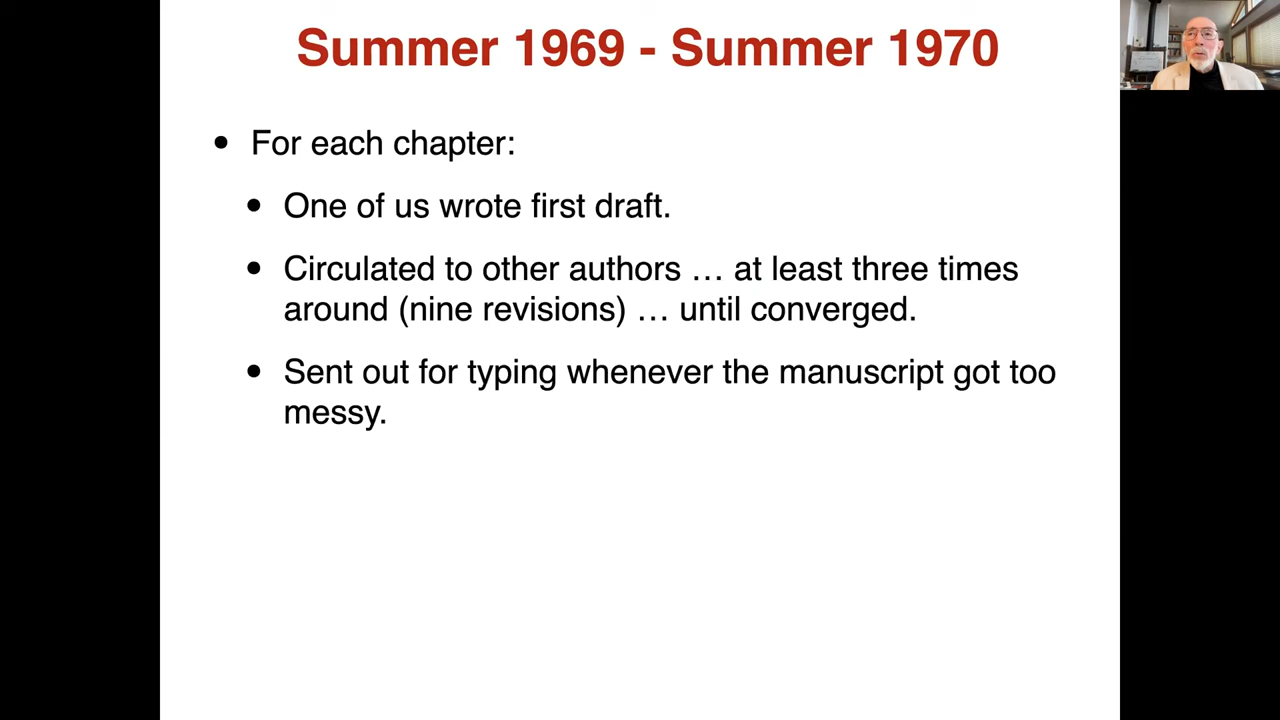 Summer 1969 - Summer 1970
• For each chapter:
• One of us wrote first draft.
• Circulated to other authors … at least three times
around (nine revisions) … until converged.
• Sent out for typing whenever the manuscript got too
messy.